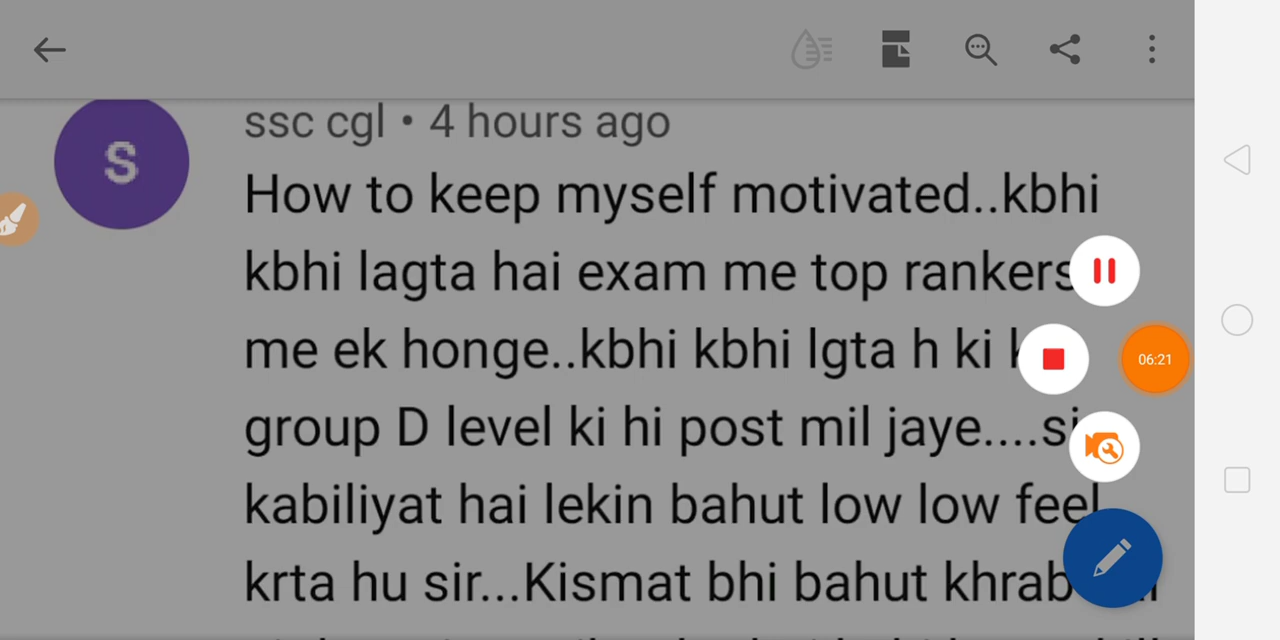 ssc cgl • 4 hours ago
S
How to keep myself motivated..kbhi
kbhi lagta hai exam me top rankers
me ek honge..kbhi kbhi lgta h ki
06:21
group D level ki hi post mil jaye....
kabiliyat hai lekin bahut low low feel
krta hu sir...Kismat bhi bahut khrab